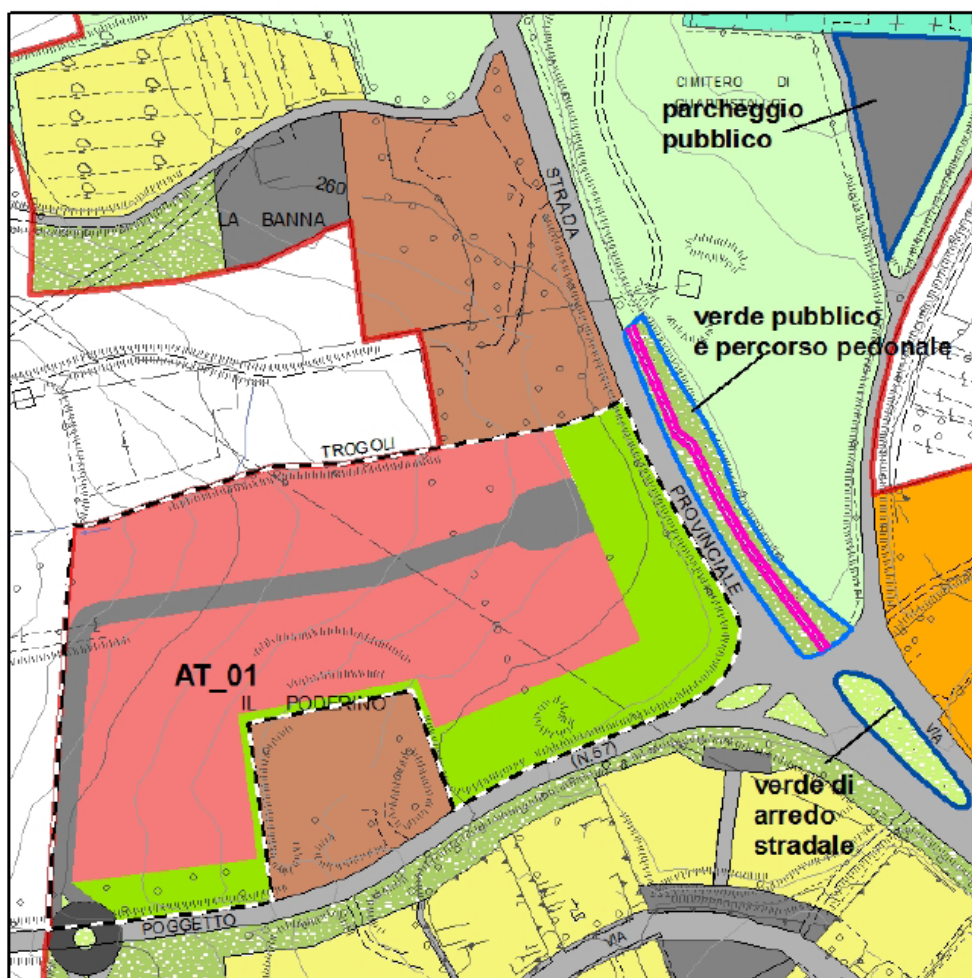 CIMITERO DI
parcheggio
pubblico
260
LA BANNA
STRADA
verde pubblico
e percorso pedonale
TROGOLI
PROVINCIALE
AT_01
IL PODERINO
(N.67)
VIA
verde di
arredo
stradale
POGGETTO
VIA